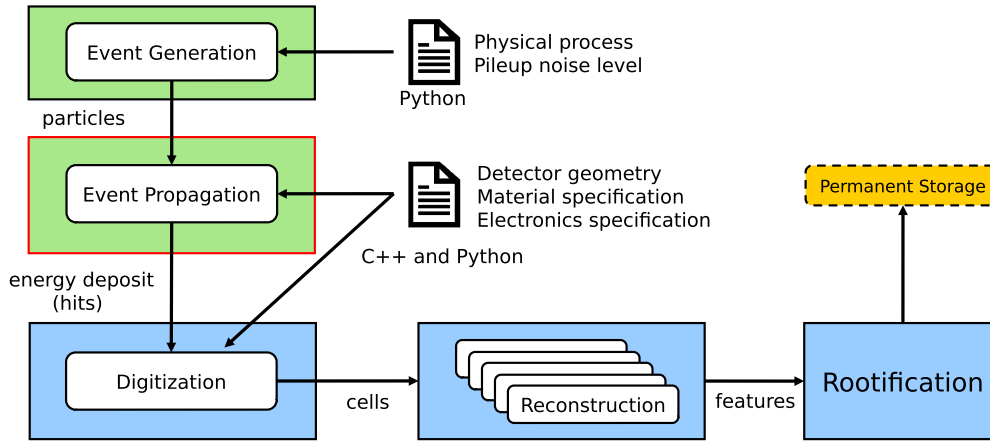 Event Generation
Physical process
Pileup noise level
Python
particles
Event Propagation
Detector geometry
Material specification
Electronics specification
C++ and Python
Permanent Storage
energy deposit
(hits)
Digitization
cells
Reconstruction
features
Rootification